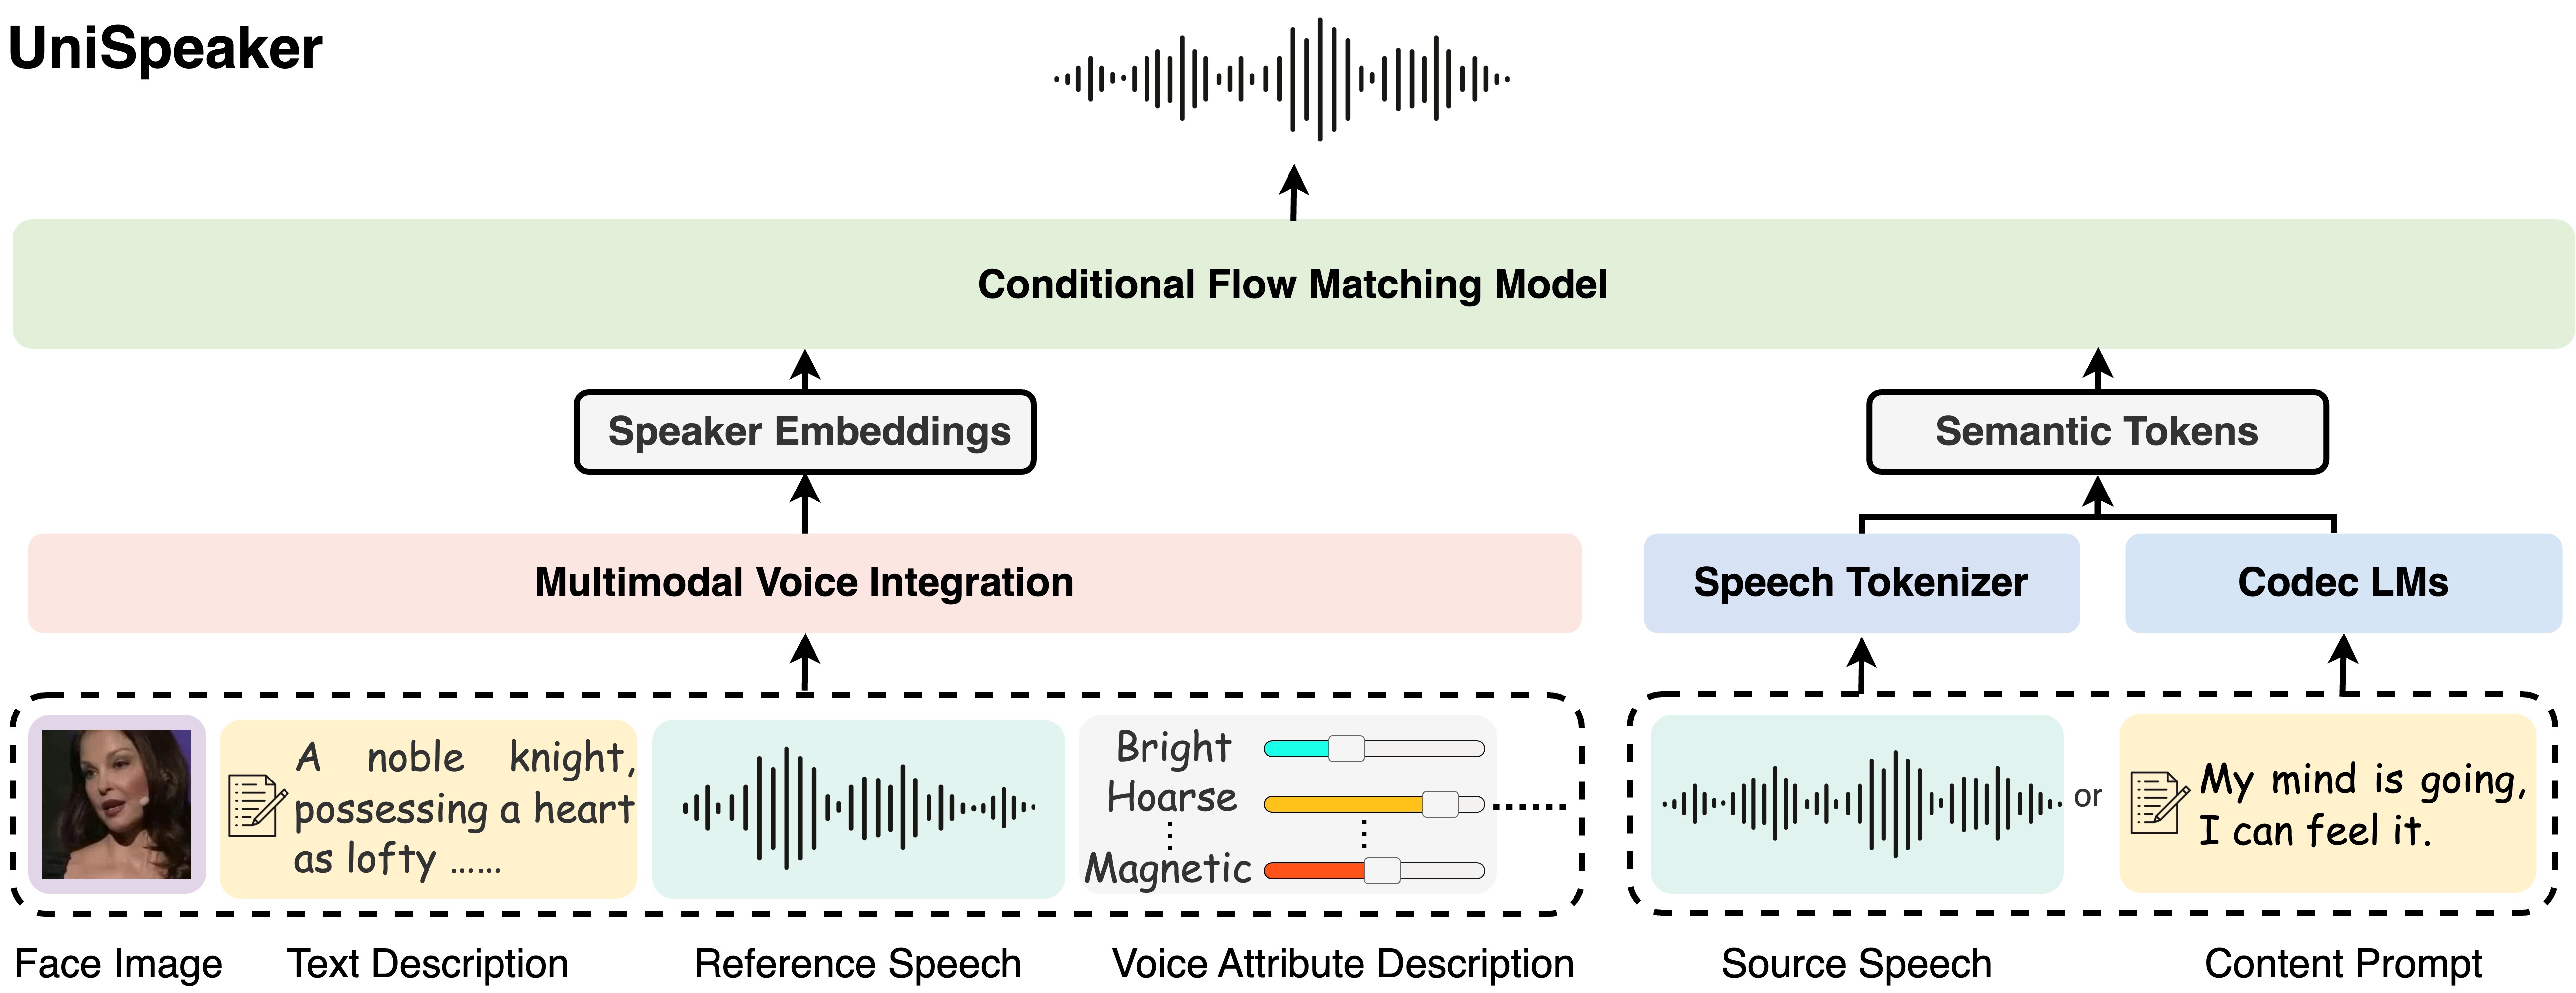 UniSpeaker
Conditional Flow Matching Model
Speaker Embeddings
Semantic Tokens
Multimodal Voice Integration
Speech Tokenizer
Codec LMs
A noble knight,
possessing a heart
as lofty ......
Bright
Hoarse
Magnetic
or
My mind is going,
I can feel it.
Face Image
Text Description
Reference Speech
Voice Attribute Description
Source Speech
Content Prompt